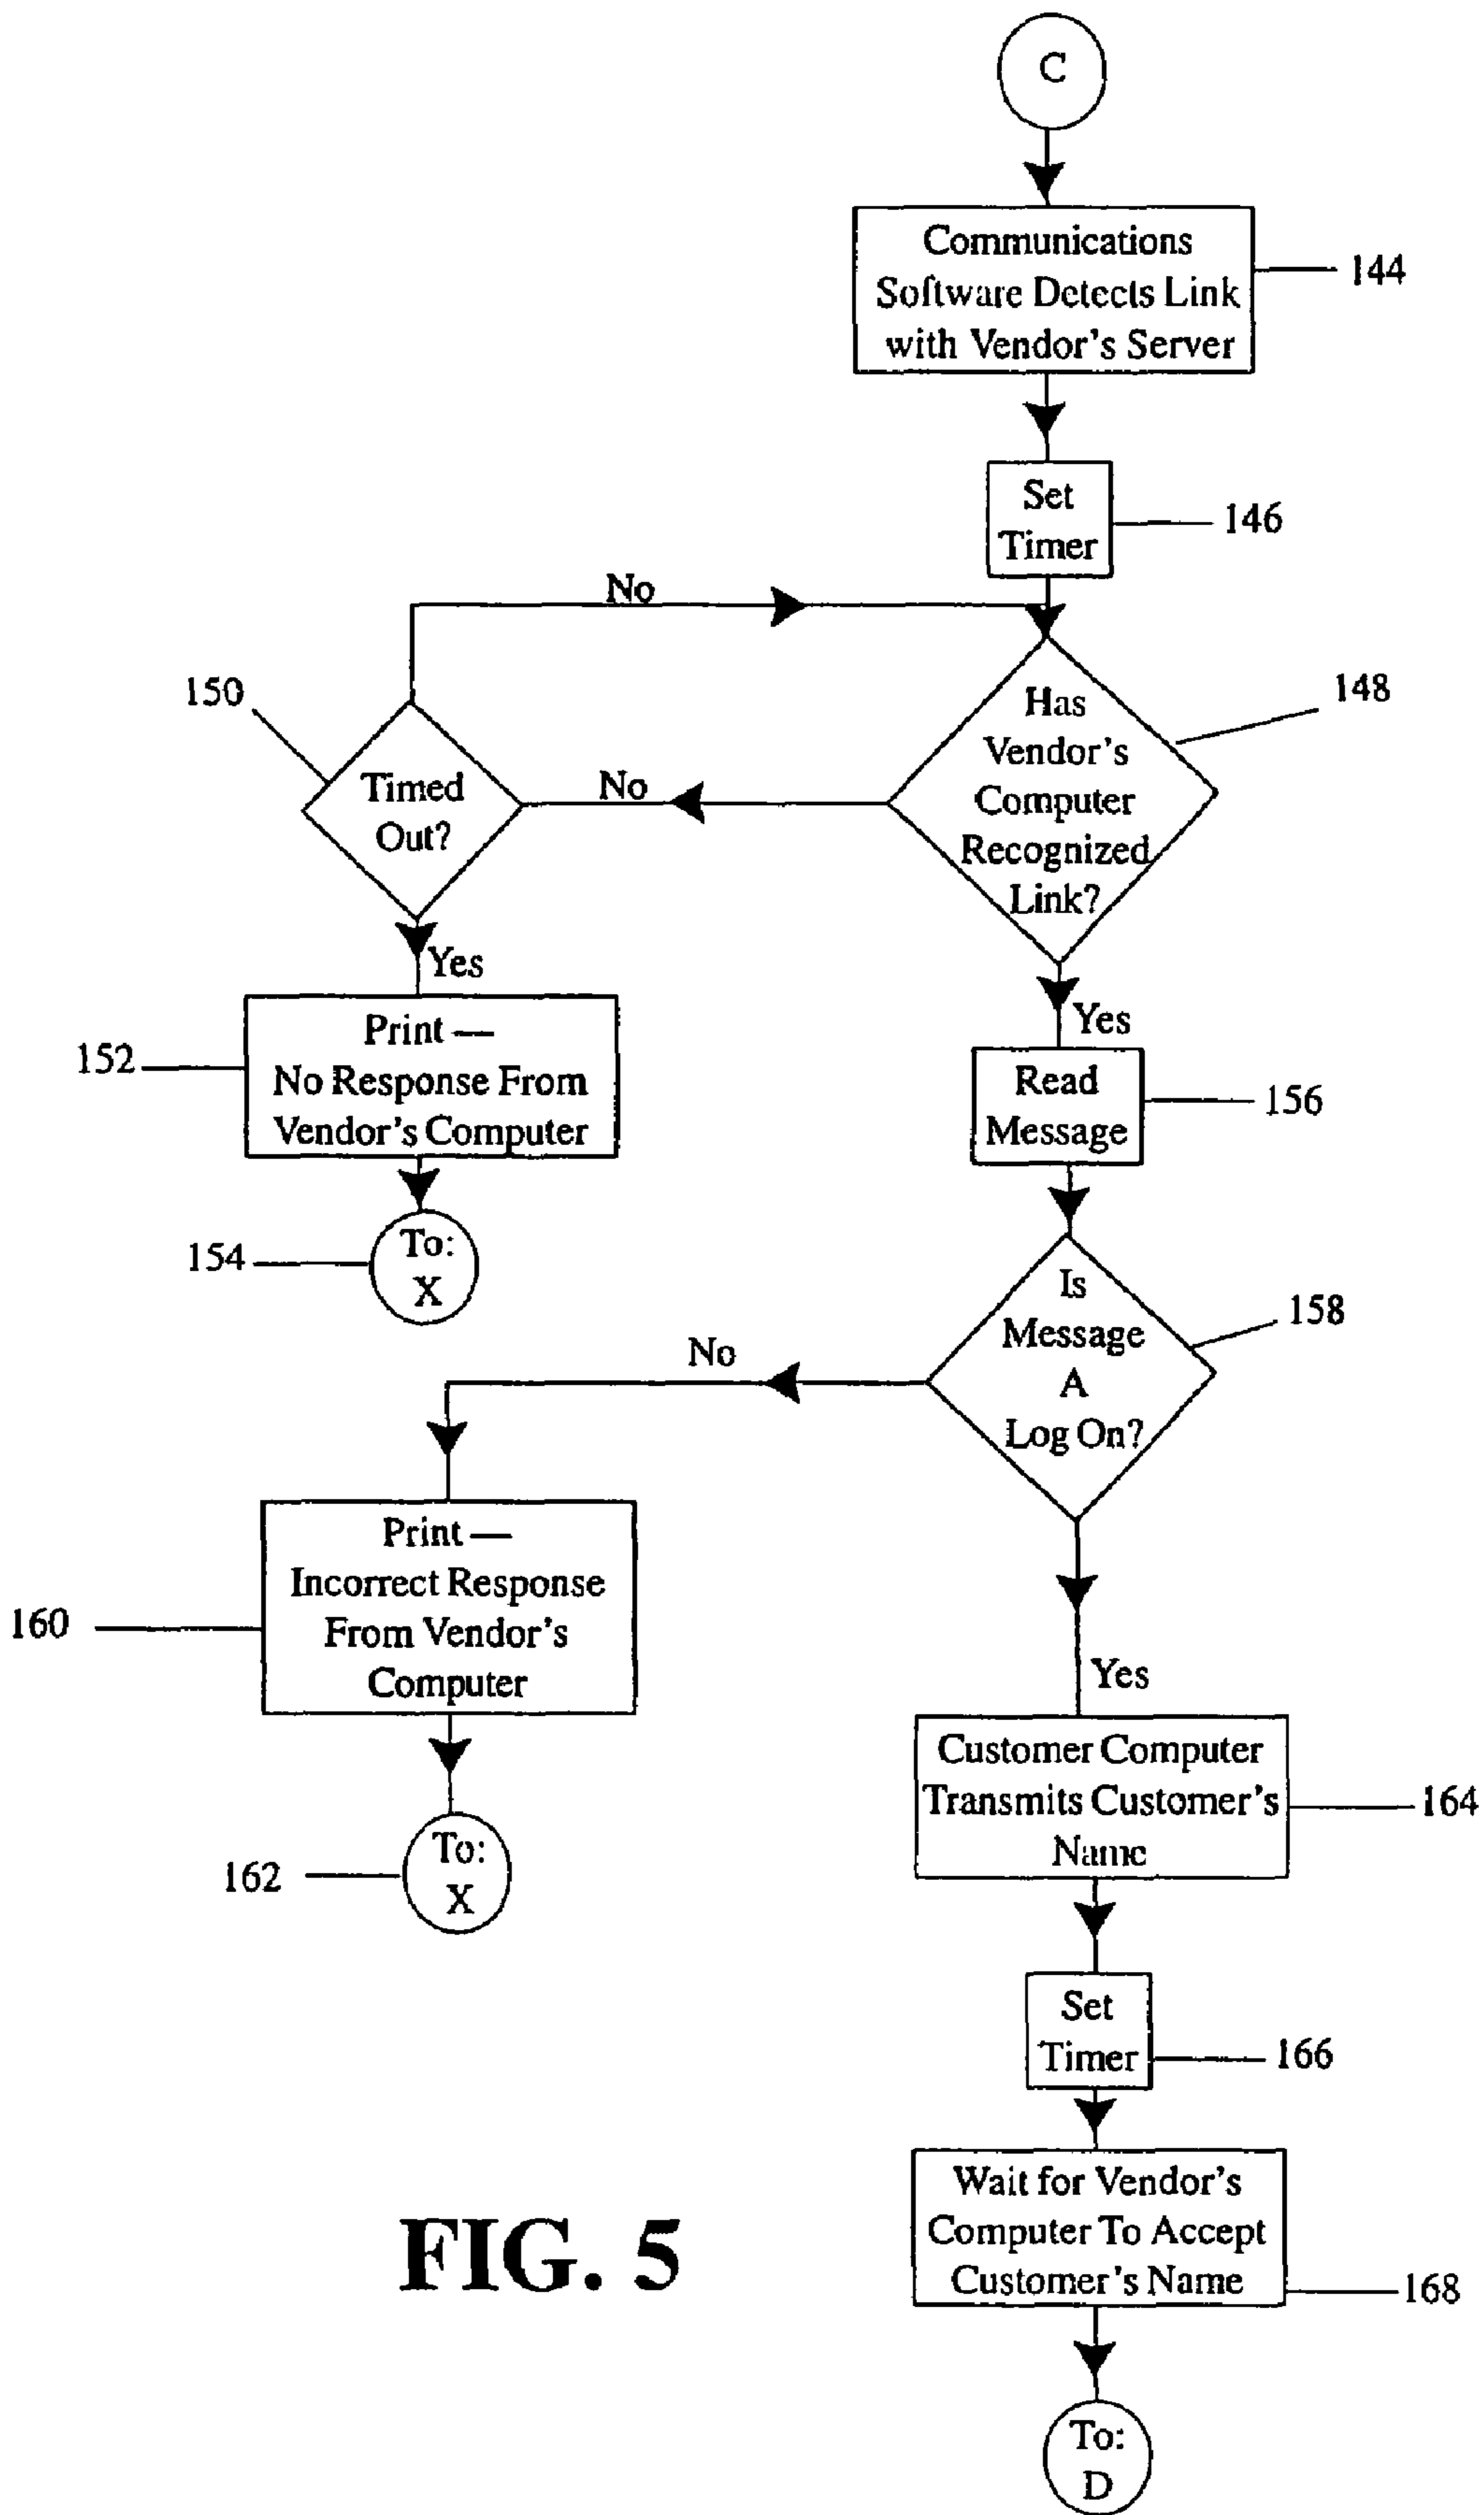 C
Communications
Software Detects Link
with Vendor's Server
144
Set
Timer
146
No
150
Timed
Out?
No
Has
Vendor's
Computer
Recognized
Link?
148
Yes
Yes
152
Print —
No Response From
Vendor's Computer
Read
Message
156
154
To:
X
Is
Message
A
Log On?
158
No
160
Print —
Incorrect Response
From Vendor's
Computer
Yes
162
To:
X
Customer Computer
Transmits Customer's
Name
164
Set
Timer
166
Wait for Vendor's
Computer To Accept
Customer's Name
168
FIG. 5
To:
D